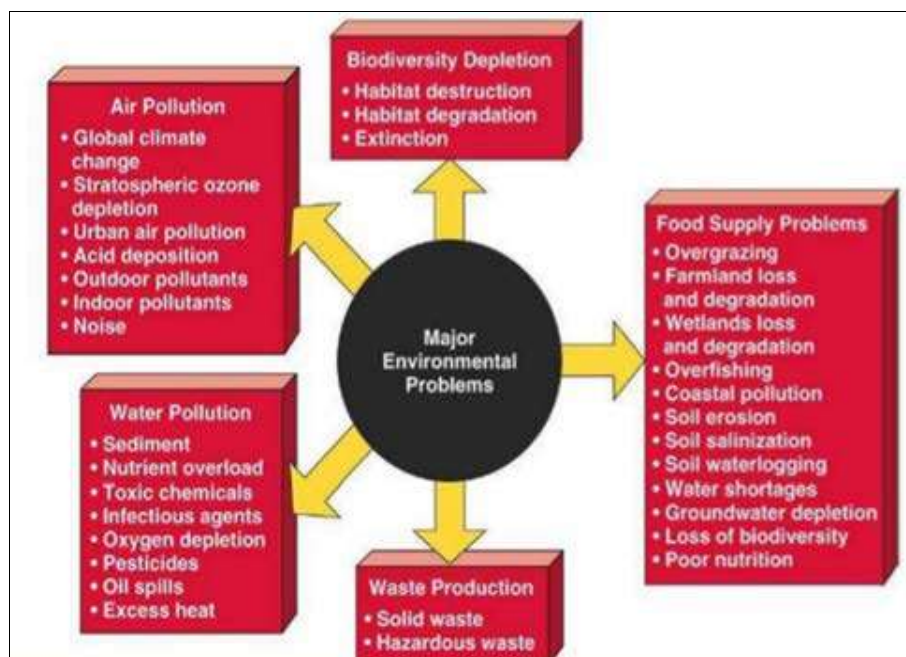 Biodiversity Depletion
• Habitat destruction
• Habitat degradation
• Extinction
Air Pollution
• Global climate
change
• Stratospheric ozone
depletion
• Urban air pollution
• Acid deposition
• Outdoor pollutants
• Indoor pollutants
• Noise
Food Supply Problems
• Overgrazing
• Farmland loss
and degradation
• Wetlands loss
and degradation
• Overfishing
• Coastal pollution
• Soil erosion
• Soil salinization
• Soil waterlogging
• Water shortages
• Groundwater depletion
• Loss of biodiversity
• Poor nutrition
Major
Environmental
Problems
Water Pollution
• Sediment
• Nutrient overload
• Toxic chemicals
• Infectious agents
• Oxygen depletion
• Pesticides
• Oil spills
• Excess heat
Waste Production
• Solid waste
• Hazardous waste